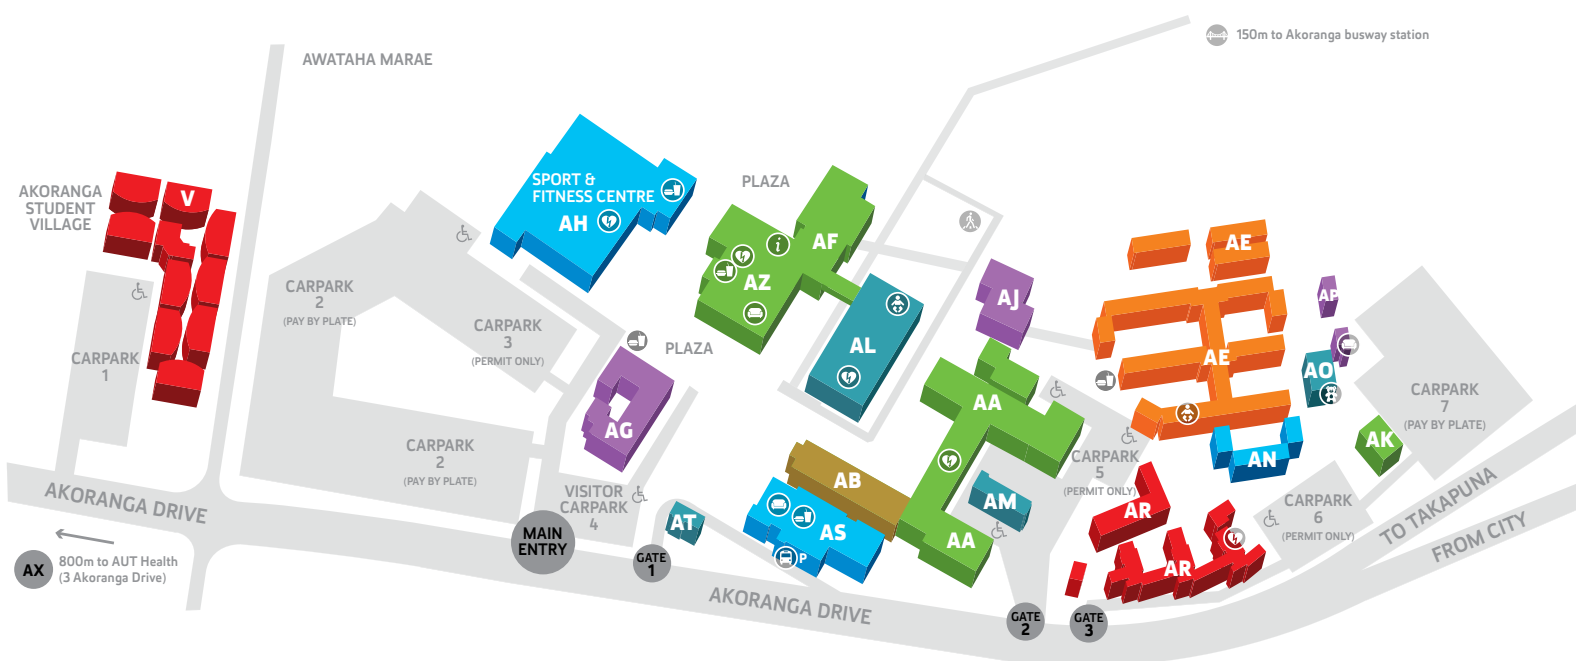 150m to Akoranga busway station
AWATAHA MARAE
AKORANGA
STUDENT
VILLAGE
V
SPORT &
FITNESS CENTRE
AH
PLAZA
AF
AZ
i
AE
AJ
AP
CARPARK
2
(PAY BY PLATE)
CARPARK
3
(PERMIT ONLY)
PLAZA
AL
AE
AO
CARPARK
1
CARPARK
7
(PAY BY PLATE)
AA
AG
AK
CARPARK
2
(PAY BY PLATE)
CARPARK
5
(PERMIT ONLY)
AN
AB
AM
VISITOR
CARPARK
4
AT
AS
P
AR
AA
AR
CARPARK
6
(PERMIT ONLY)
TO TAKAPUNA
FROM CITY
AKORANGA DRIVE
MAIN
ENTRY
GATE
1
AX
800m to AUT Health
(3 Akoranga Drive)
AKORANGA DRIVE
GATE
2
GATE
3